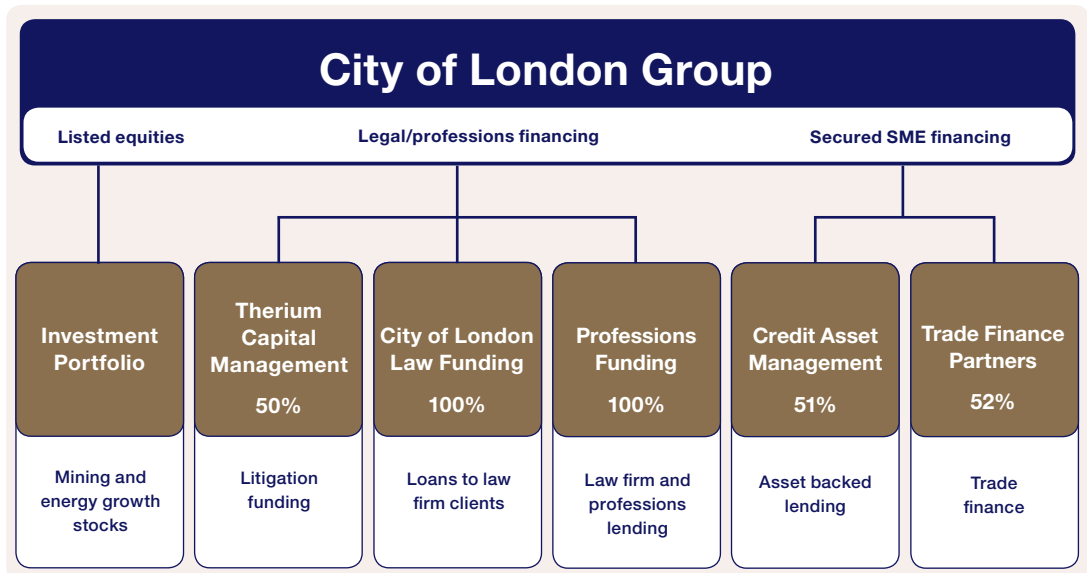 City of London Group
Listed equities
Legal/professions financing
Secured SME financing
Investment
Portfolio
Mining and
energy growth
stocks
Therium
Capital
Management
50%
Litigation
funding
City of London
Law Funding
100%
Loans to law
firm clients
Professions
Funding
100%
Law firm and
professions
lending
Credit Asset
Management
51%
Asset backed
lending
Trade Finance
Partners
52%
Trade
finance